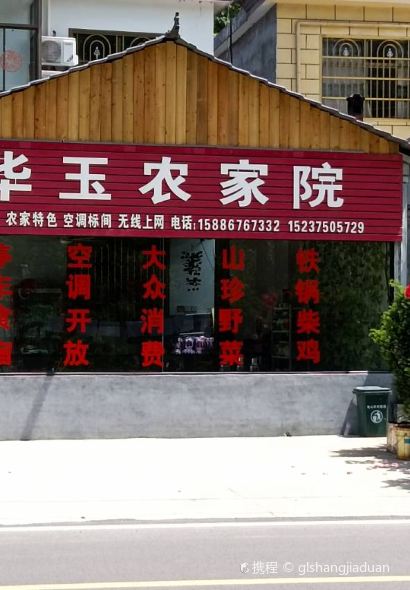 华玉农家院
农家特色 空调标间 无线上网 电话:15886767332 15237505729
空调开放
大众消费
山珍野菜
铁锅柴鸡
携程 © glshangjiaduan